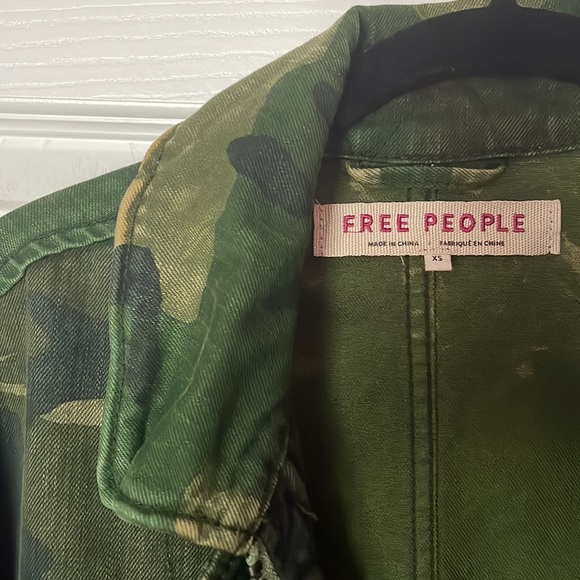 FREE PEOPLE
MADE IN CHINA FABRIQUÉ EN CHINE
XS